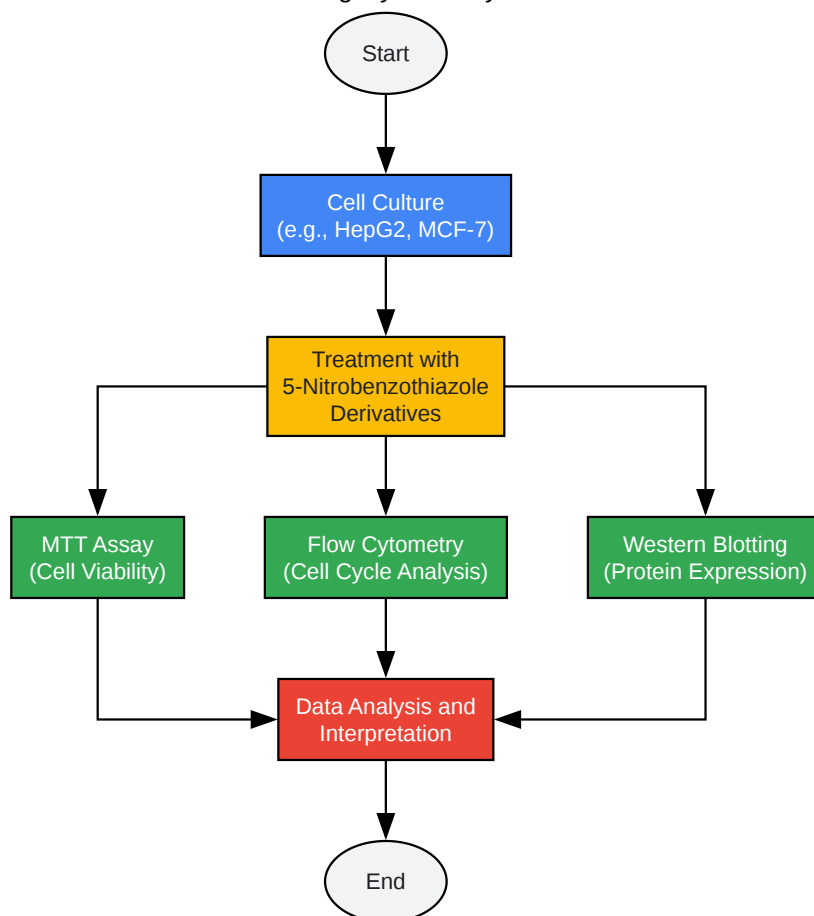 Start
Cell Culture
(e.g., HepG2, MCF-7)
Treatment with
5-Nitrobenzothiazole
Derivatives
MTT Assay
(Cell Viability)
Flow Cytometry
(Cell Cycle Analysis)
Western Blotting
(Protein Expression)
Data Analysis and
Interpretation
End